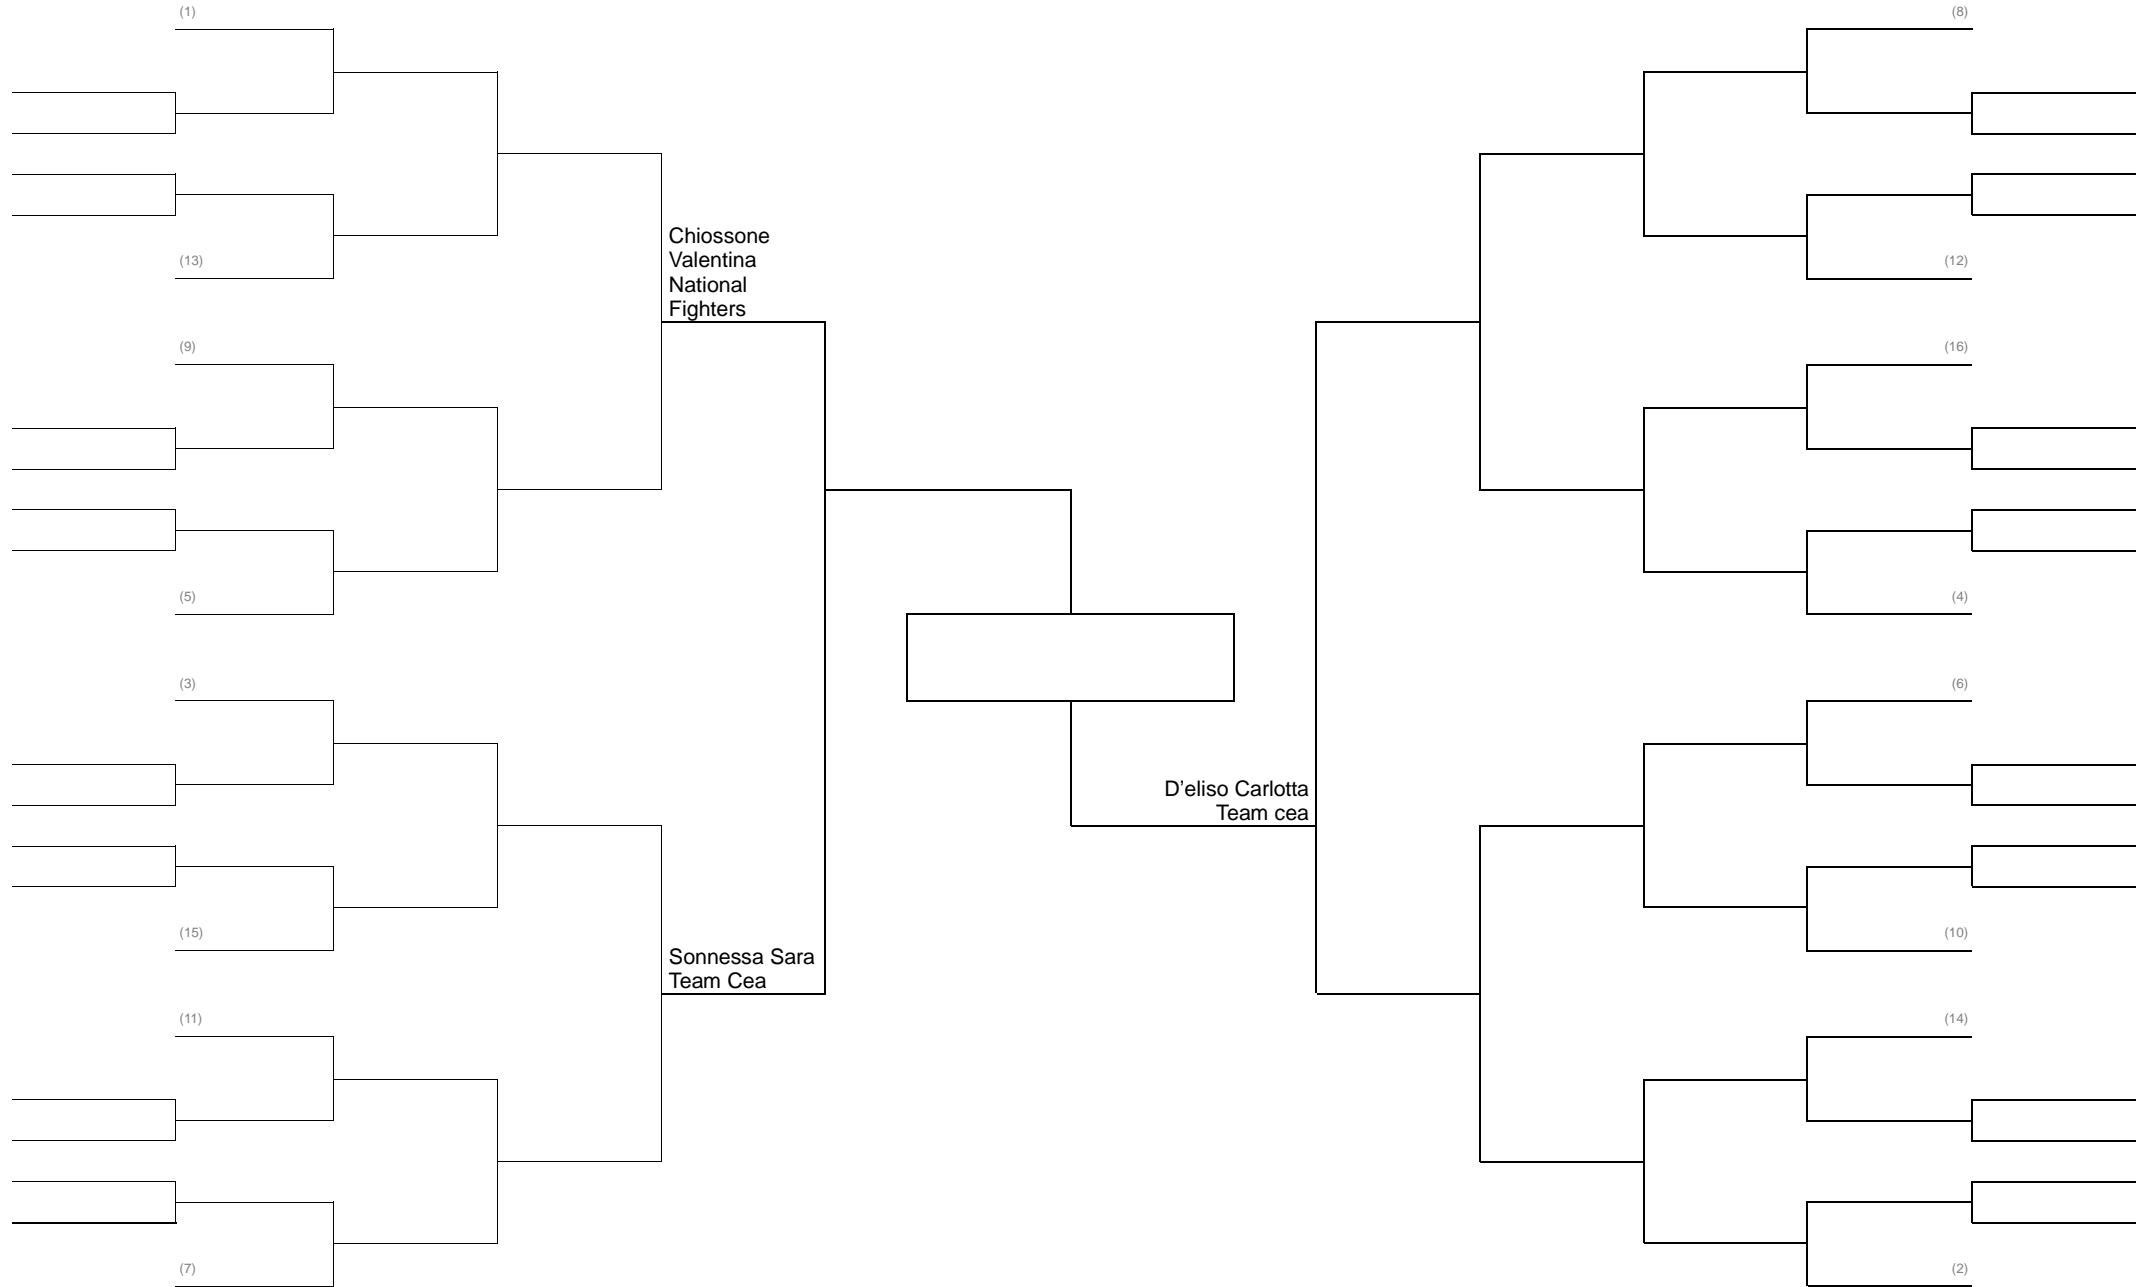 (1)
(8)
Chiossone
Valentina
National
Fighters
(13)
(12)
(9)
(16)
(5)
(4)
(3)
(6)
D'eliso Carlotta
Team cea
(15)
(10)
Sonnessa Sara
Team Cea
(11)
(14)
(7)
(2)